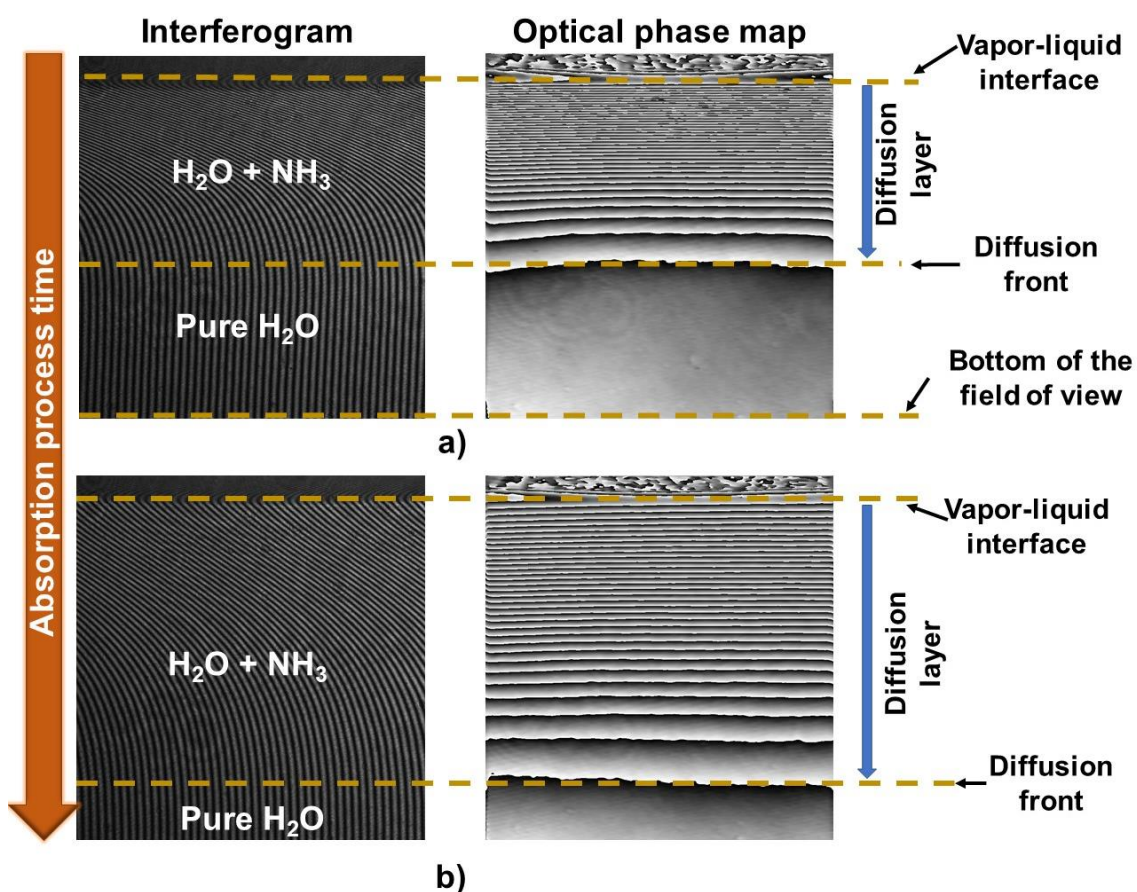 Interferogram
Optical phase map
Vapor-liquid
interface
H₂O + NH₃
Diffusion
layer
Diffusion
front
Pure H₂O
Bottom of the
field of view
a)
Absorption process time
Vapor-liquid
interface
H₂O + NH₃
Diffusion
layer
Diffusion
front
Pure H₂O
b)